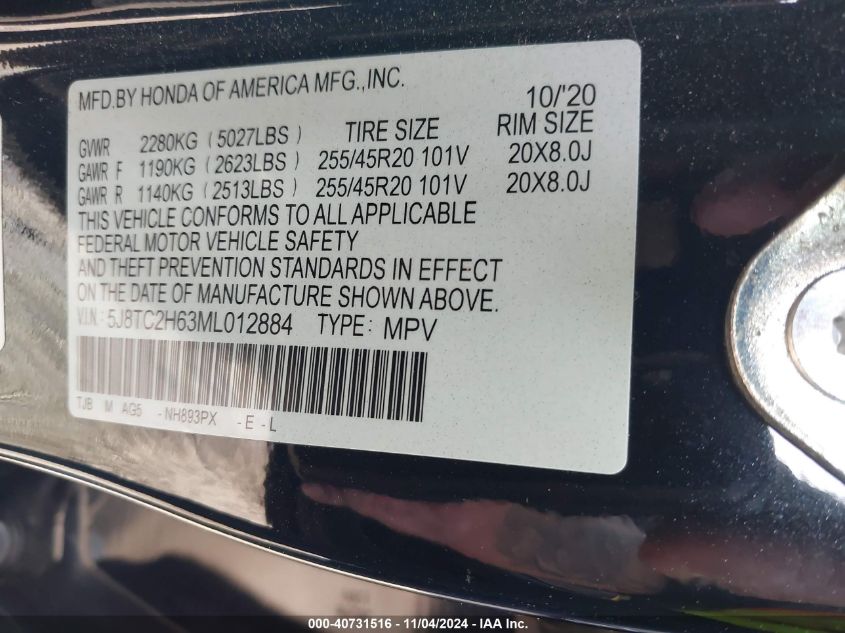 MFD.BY HONDA OF AMERICA MFG.,INC. 10/'20
GVWR 2280KG (5027LBS) TIRE SIZE RIM SIZE
GAWR F 1190KG (2623LBS) 255/45R20 101V 20X8.0J
GAWR R 1140KG (2513LBS) 255/45R20 101V 20X8.0J
THIS VEHICLE CONFORMS TO ALL APPLICABLE
FEDERAL MOTOR VEHICLE SAFETY
AND THEFT PREVENTION STANDARDS IN EFFECT
ON THE DATE OF MANUFACTURE SHOWN ABOVE.
V.I.N.: 5J8TC2H63ML012884 TYPE: MPV
TJB M AG5 -NH893PX -E-L
000-40731516 - 11/04/2024 - IAAI Inc.